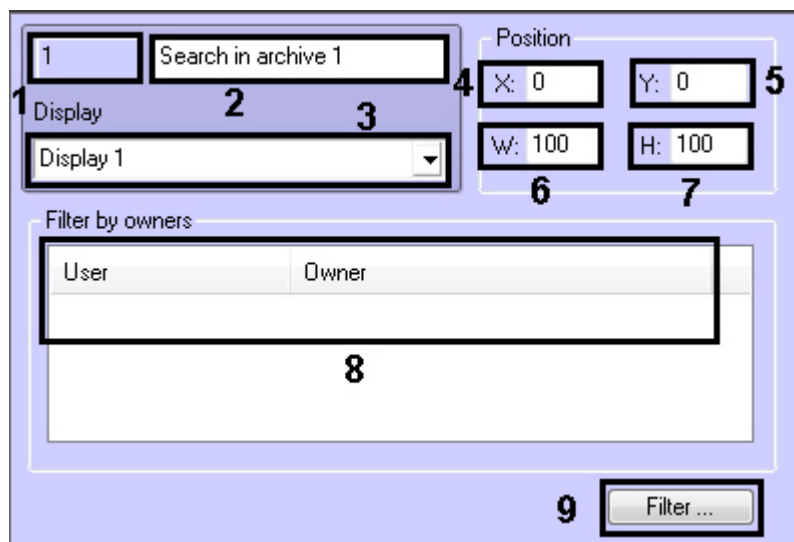 1 Search in archive 1
1 2
Display 3
Display 1
Position
4 X: 0 Y: 0 5
W: 100 H: 100
6 7
Filter by owners
User Owner
8
9 Filter ...